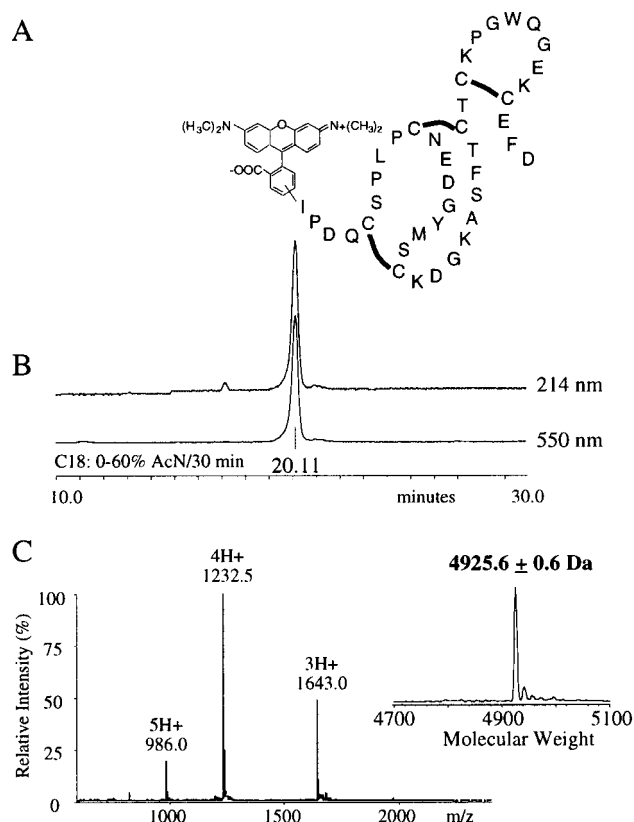 A
(H₃C)₂N
O
N+(CH₃)₂
-OOC
I P D Q C S P L P C N E D G Y M S C K D G K A S F T C T C K P G W Q G E K C E F D
B
214 nm
550 nm
C18: 0-60% AcN/30 min
20.11
10.0
minutes
30.0
C
4H+
1232.5
4925.6 ± 0.6 Da
3H+
1643.0
5H+
986.0
Relative Intensity (%)
100
75
50
25
0
1000
1500
2000
m/z
4700
4900
5100
Molecular Weight